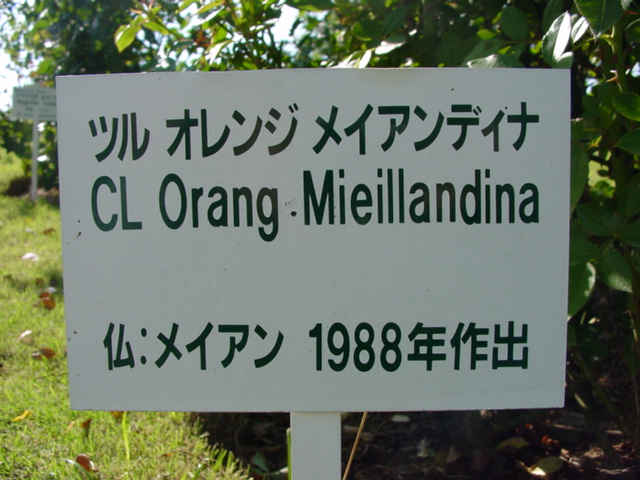 ツル オレンジ メイアンディナ
CL Orang Mieillandina
仏:メイアン 1988年作出